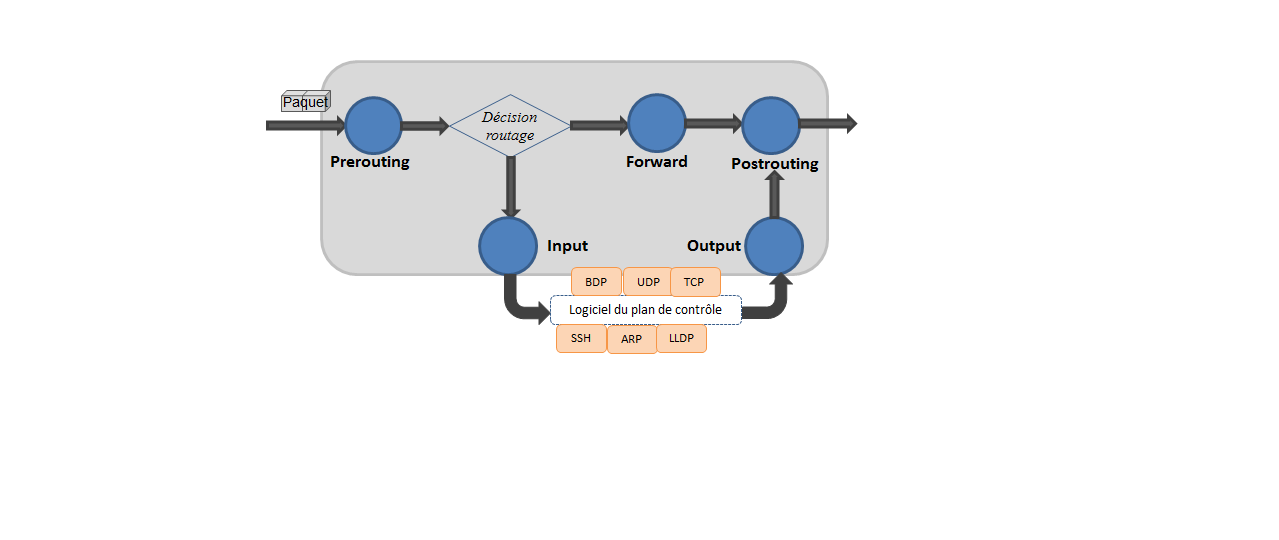 Paquet
Décision
routage
Prerouting
Forward
Postrouting
Input
Output
BDP
UDP
TCP
Logiciel du plan de contrôle
SSH
ARP
LLDP